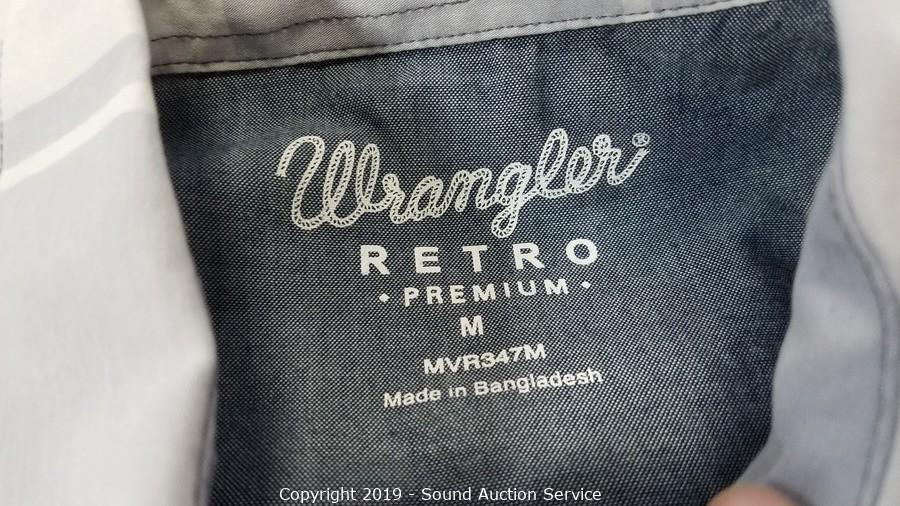 Wrangler®
RETRO
• PREMIUM •
M
MVR347M
Made in Bangladesh
Copyright 2019 - Sound Auction Service